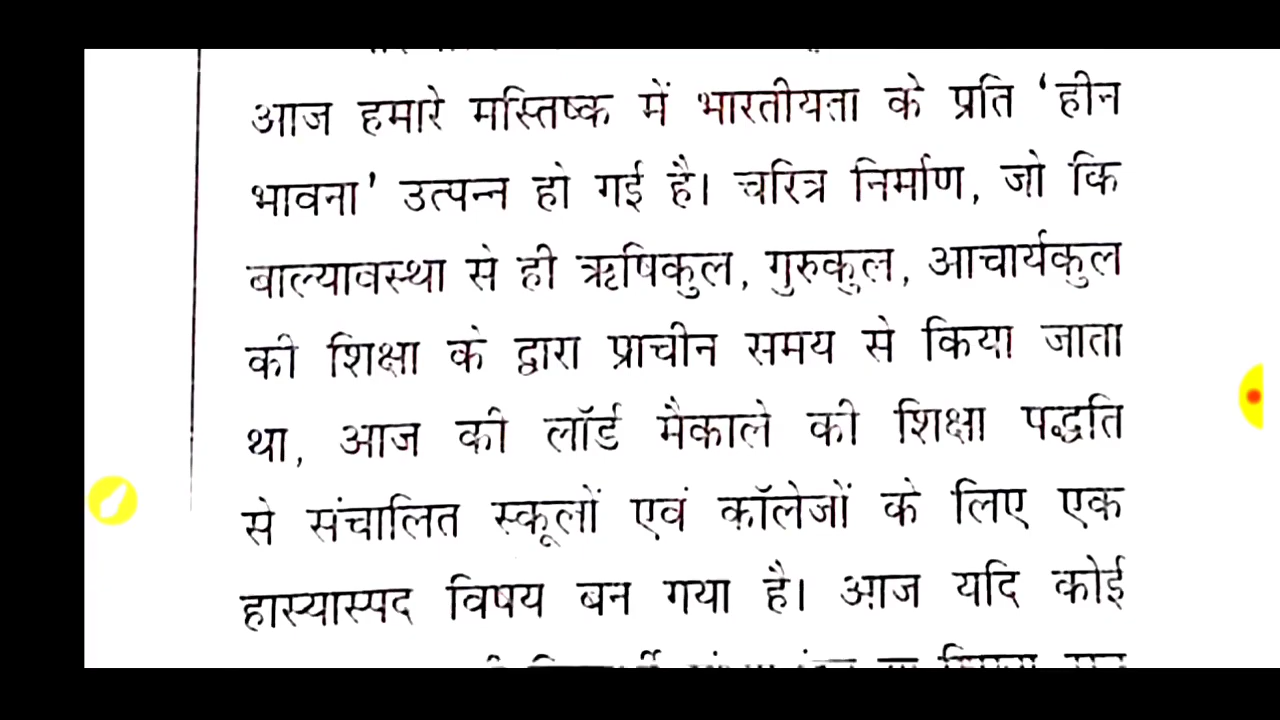 आज हमारे मस्तिष्क में भारतीयता के प्रति 'हीन
भावना' उत्पन्न हो गई है। चरित्र निर्माण, जो कि
बाल्यावस्था से ही ऋषिकुल, गुरुकुल, आचार्यकुल
की शिक्षा के द्वारा प्राचीन समय से किया जाता
था, आज की लॉर्ड मैकाले की शिक्षा पद्धति
से संचालित स्कूलों एवं कॉलेजों के लिए एक
हास्यास्पद विषय बन गया है। आज यदि कोई